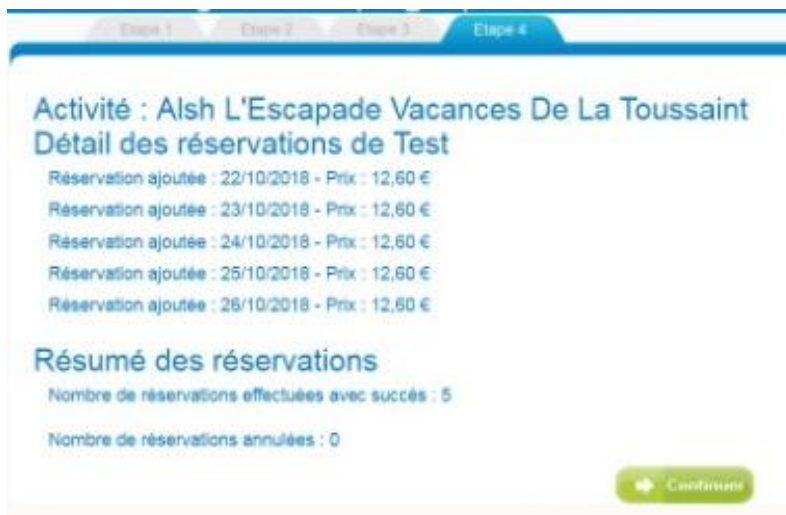 Etape 1 Etape 2 Etape 3 Etape 4
Activité : Alsh L'Escapade Vacances De La Toussaint
Détail des réservations de Test
Réservation ajoutée : 22/10/2018 - Prix : 12,60 €
Réservation ajoutée : 23/10/2018 - Prix : 12,60 €
Réservation ajoutée : 24/10/2018 - Prix : 12,60 €
Réservation ajoutée : 25/10/2018 - Prix : 12,60 €
Réservation ajoutée : 26/10/2018 - Prix : 12,60 €
Résumé des réservations
Nombre de réservations effectuées avec succès : 5
Nombre de réservations annulées : 0
Continuer